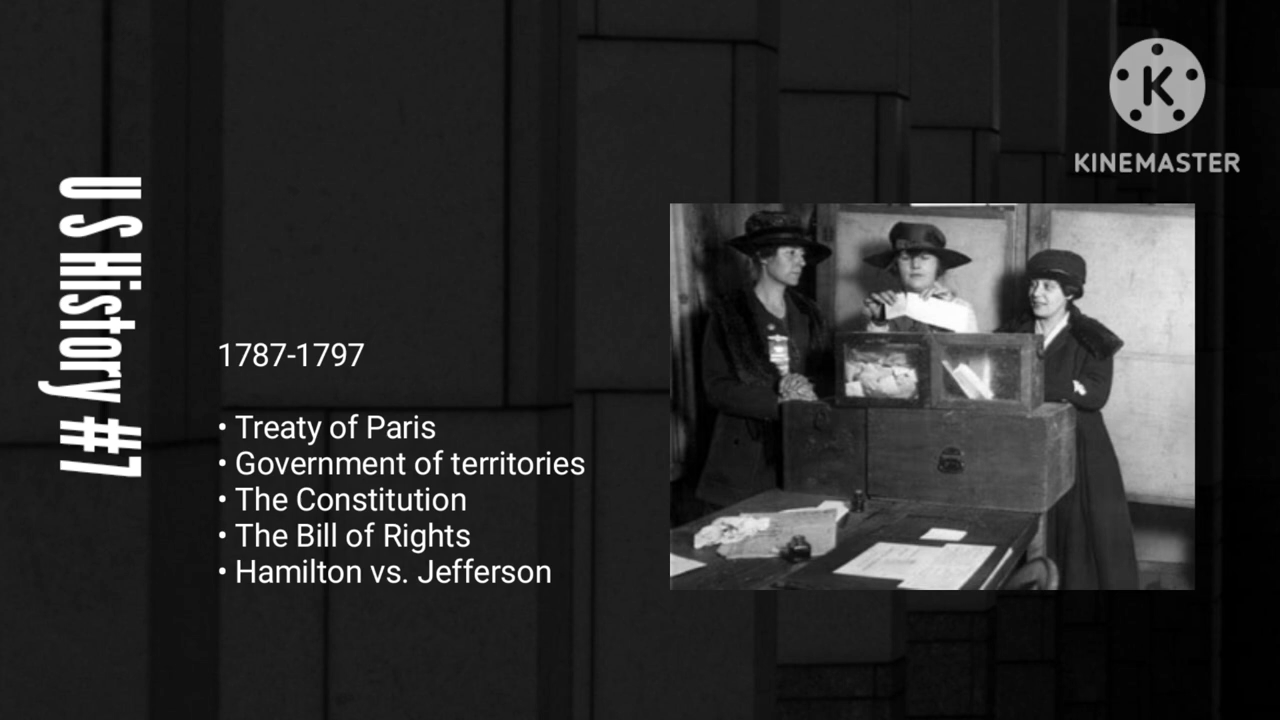 U S History #7
1787-1797
• Treaty of Paris
• Government of territories
• The Constitution
• The Bill of Rights
• Hamilton vs. Jefferson
K
KINEMASTER